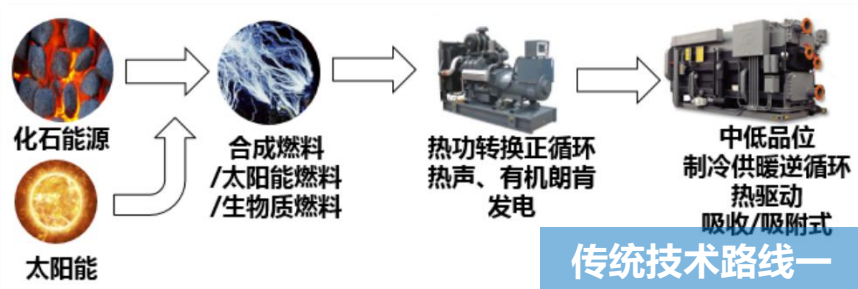 化石能源
太阳能
合成燃料
/太阳能燃料
/生物质燃料
热功转换正循环
热声、有机朗肯
发电
中低品位
制冷供暖逆循环
热驱动
吸收/吸附式
传统技术路线一